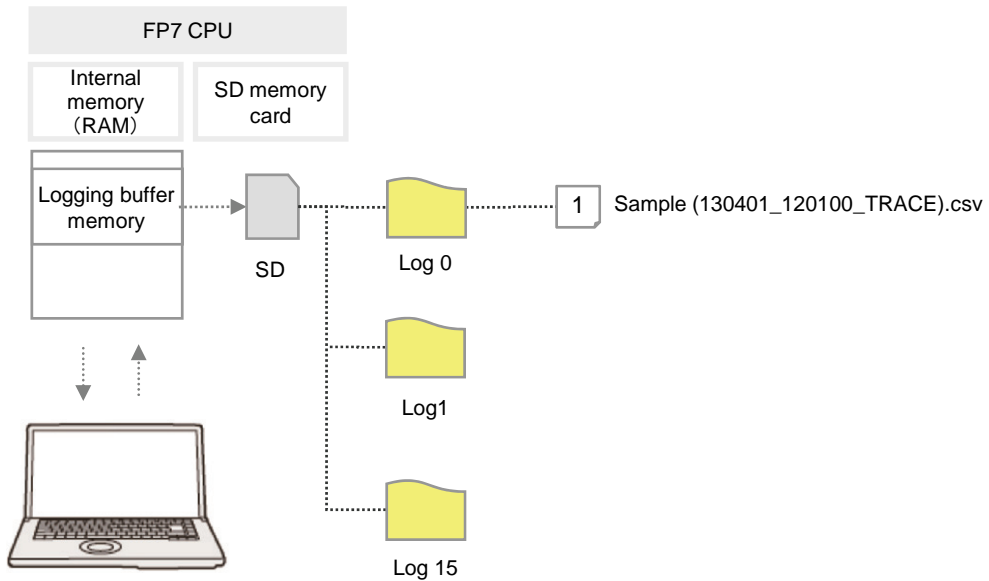 FP7 CPU
Internal
memory
（RAM）
SD memory
card
Logging buffer
memory
SD
Log 0
1
Sample (130401_120100_TRACE).csv
Log1
Log 15